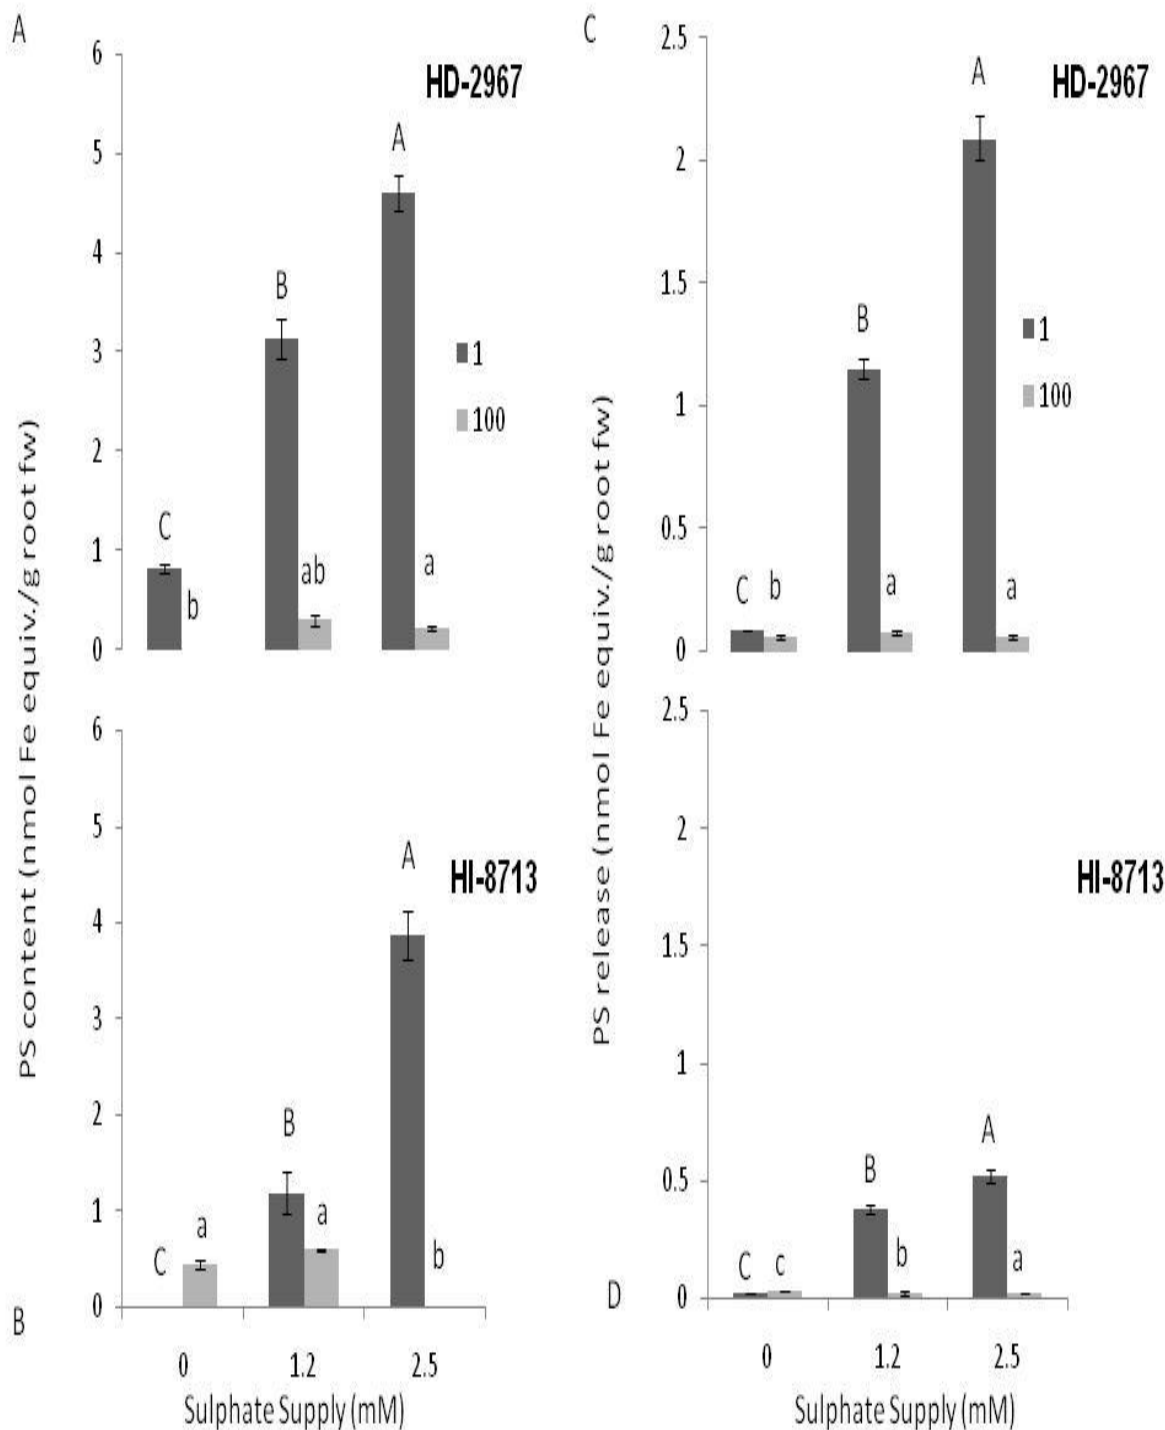 A
HD-2967
6
5
4
3
2
1
0
C
b
B
ab
A
a
1
100
PS content (nmol Fe equiv./g root fw)
C
HD-2967
2.5
2
1.5
1
0.5
0
C
b
B
a
A
a
1
100
PS release (nmol Fe equiv./g root fw)
B
HI-8713
6
5
4
3
2
1
0
C
a
B
a
A
b
0 1.2 2.5
Sulphate Supply (mM)
D
HI-8713
2.5
2
1.5
1
0.5
0
C
c
B
b
A
a
0 1.2 2.5
Sulphate Supply (mM)